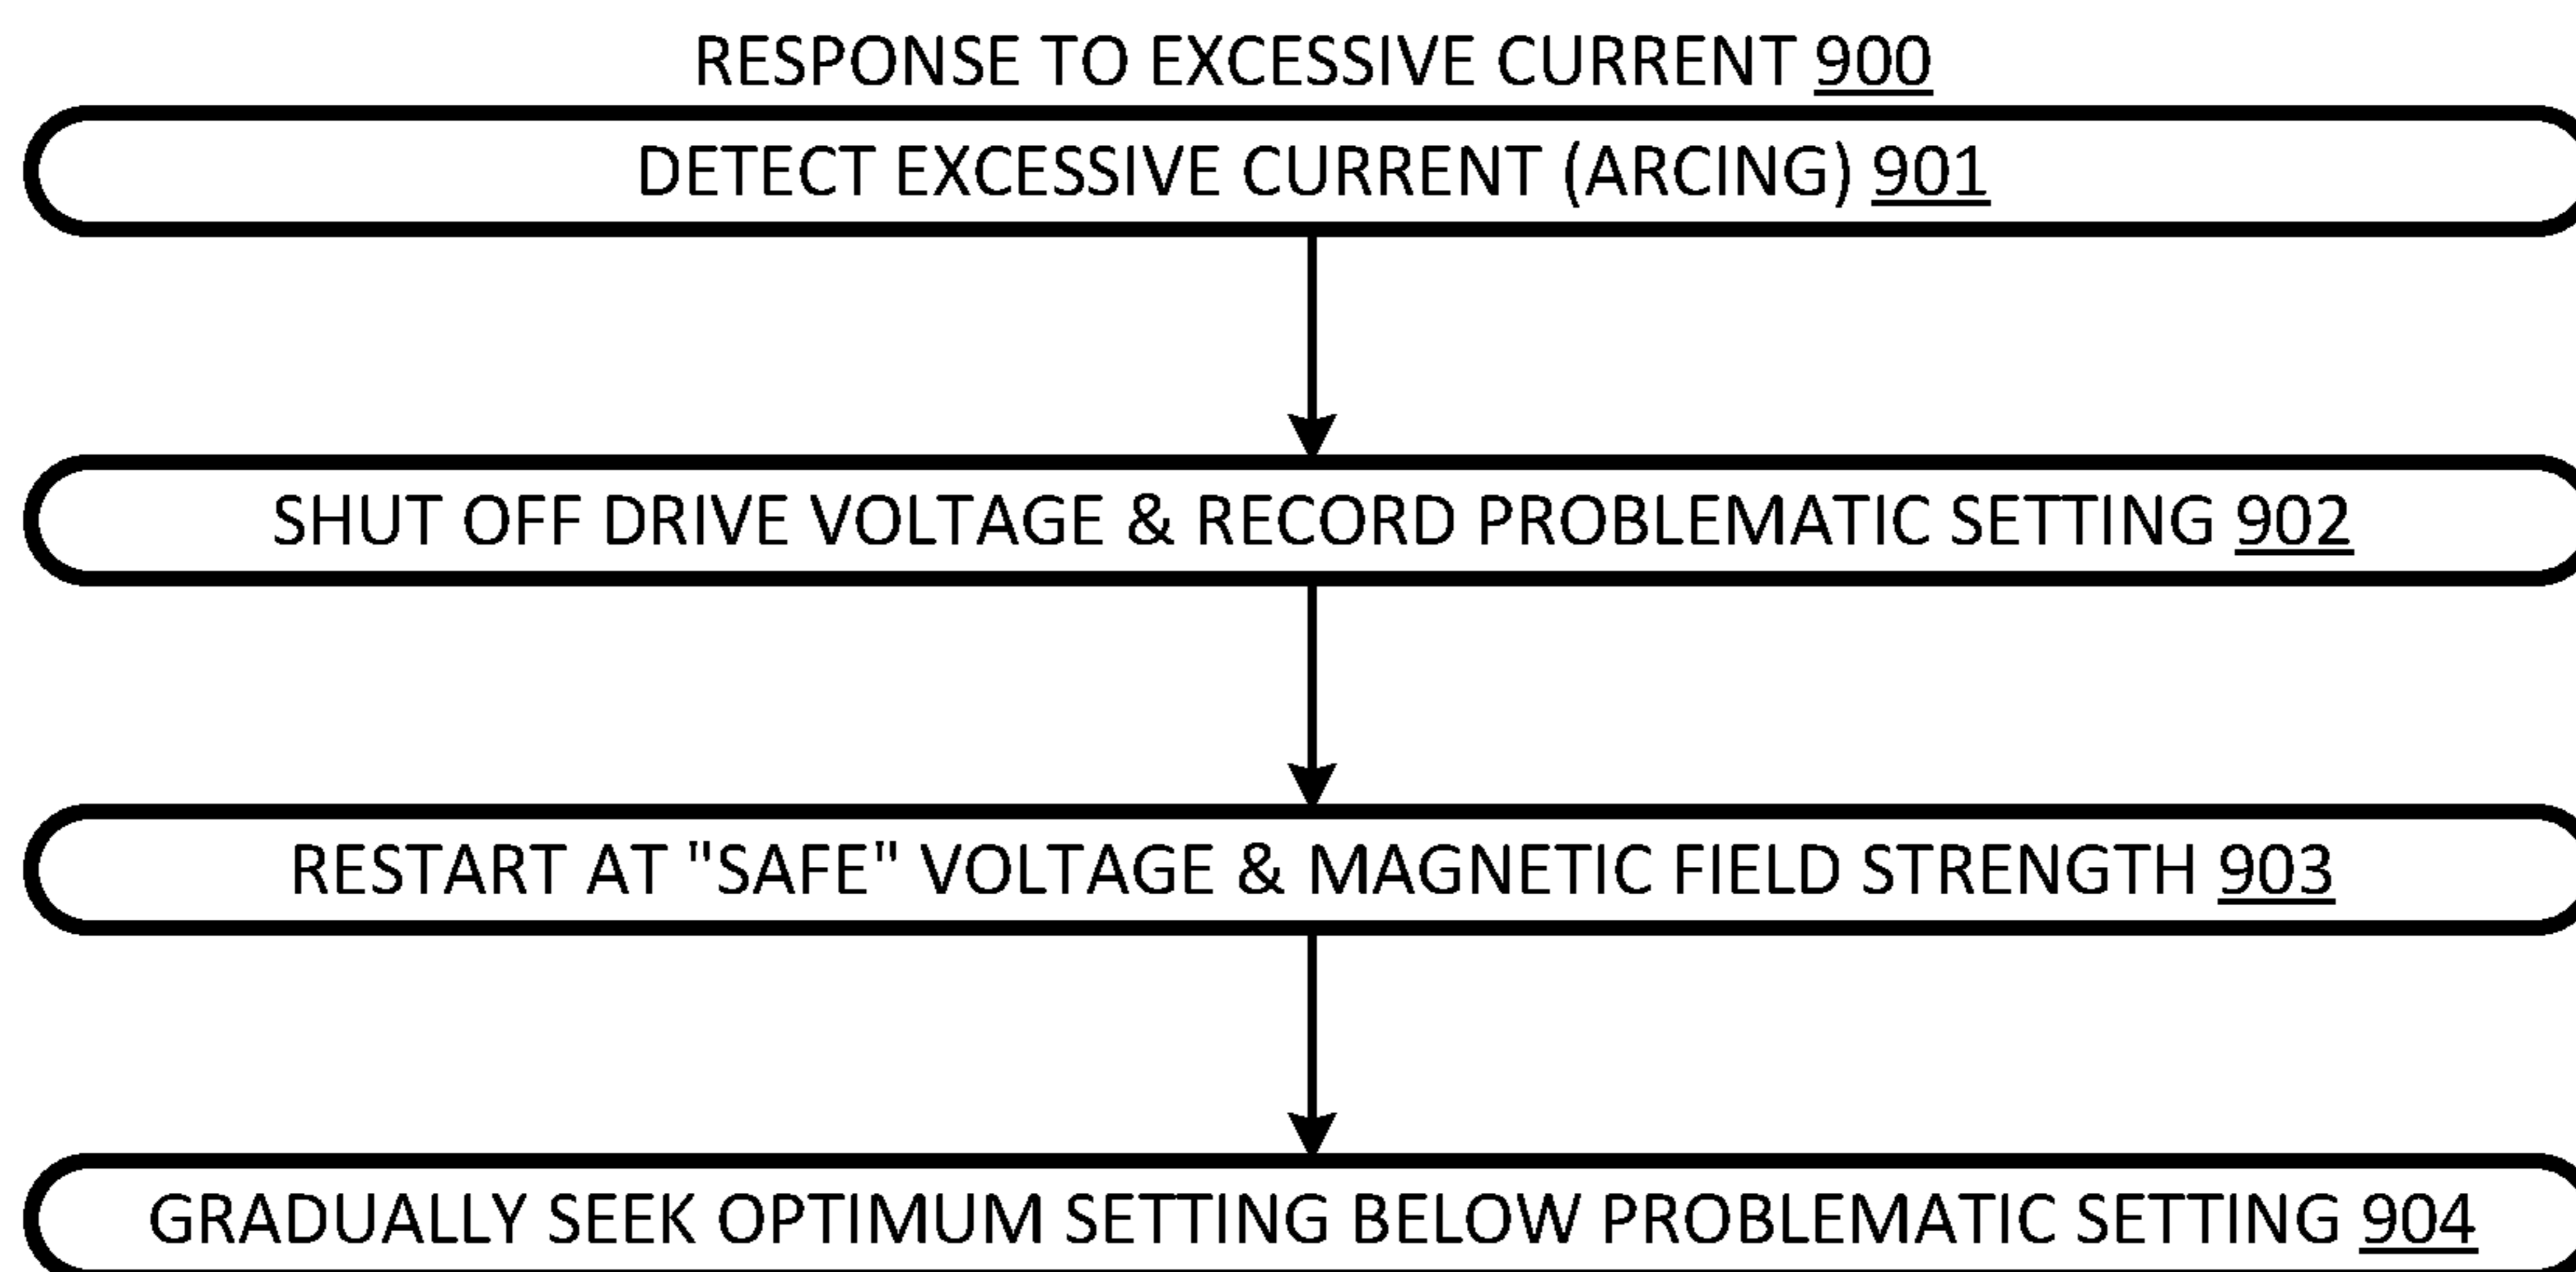 RESPONSE TO EXCESSIVE CURRENT 900
DETECT EXCESSIVE CURRENT (ARCING) 901
SHUT OFF DRIVE VOLTAGE & RECORD PROBLEMATIC SETTING 902
RESTART AT "SAFE" VOLTAGE & MAGNETIC FIELD STRENGTH 903
GRADUALLY SEEK OPTIMUM SETTING BELOW PROBLEMATIC SETTING 904